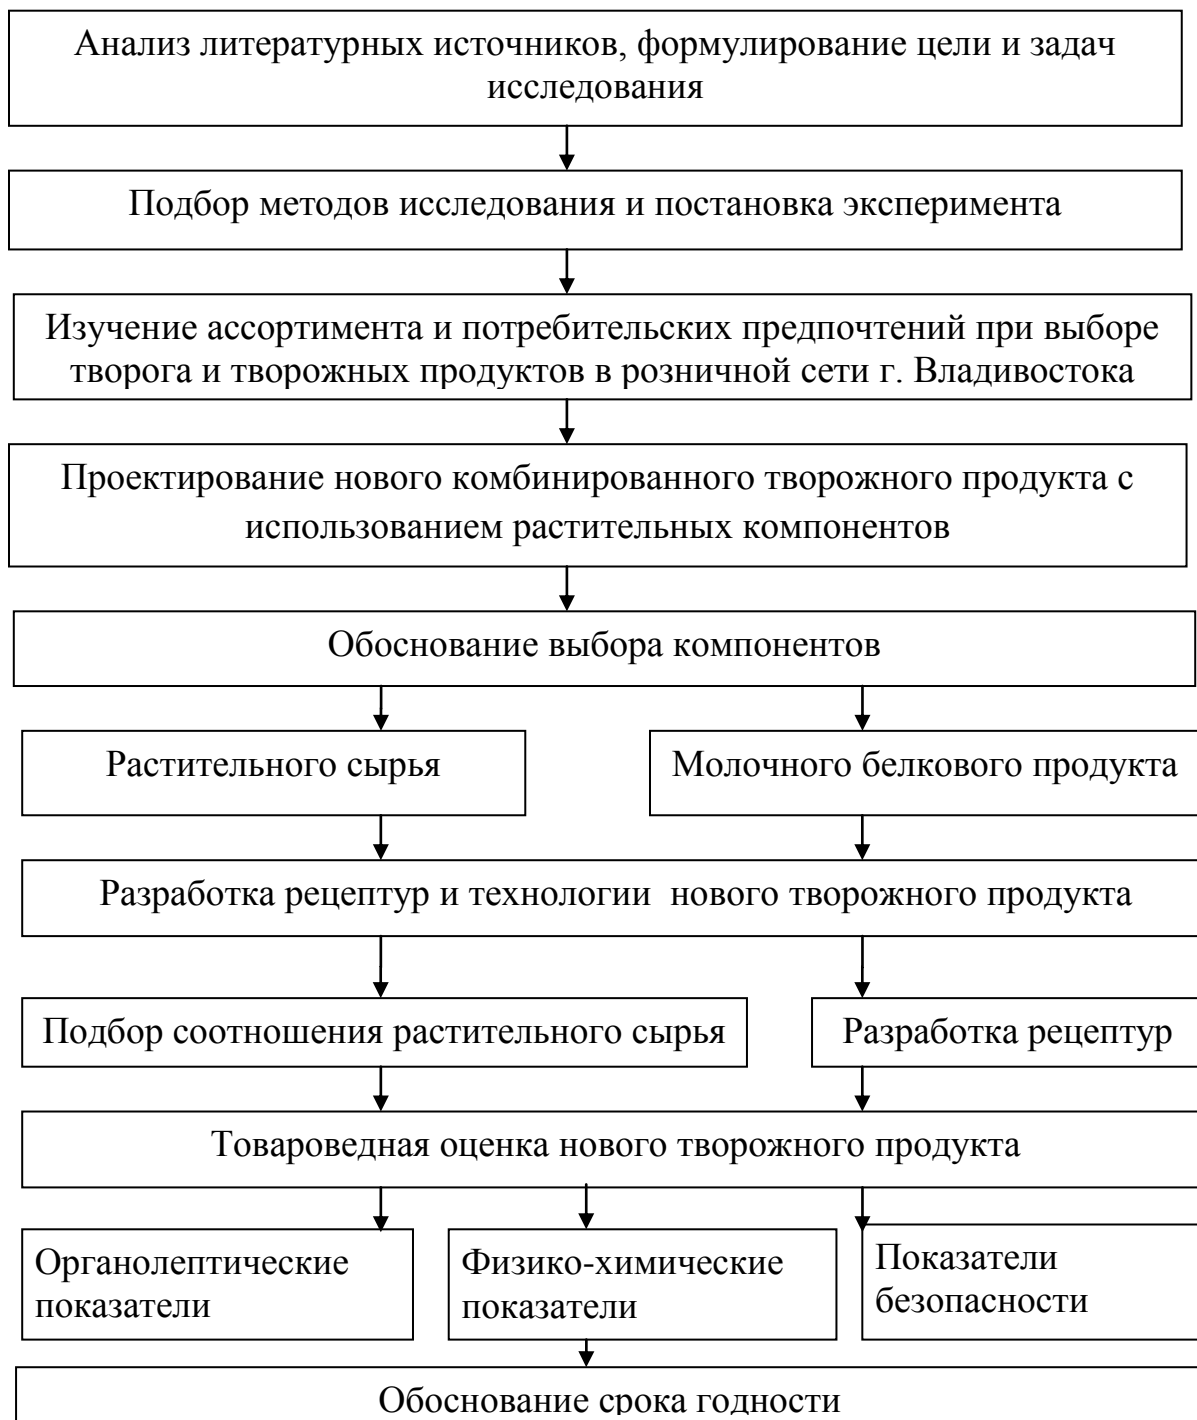 Анализ литературных источников, формулирование цели и задач
исследования
Подбор методов исследования и постановка эксперимента
Изучение ассортимента и потребительских предпочтений при выборе
творога и творожных продуктов в розничной сети г. Владивостока
Проектирование нового комбинированного творожного продукта с
использованием растительных компонентов
Обоснование выбора компонентов
Растительного сырья
Молочного белкового продукта
Разработка рецептур и технологии нового творожного продукта
Подбор соотношения растительного сырья
Разработка рецептур
Товароведная оценка нового творожного продукта
Органолептические
показатели
Физико-химические
показатели
Показатели
безопасности
Обоснование срока годности